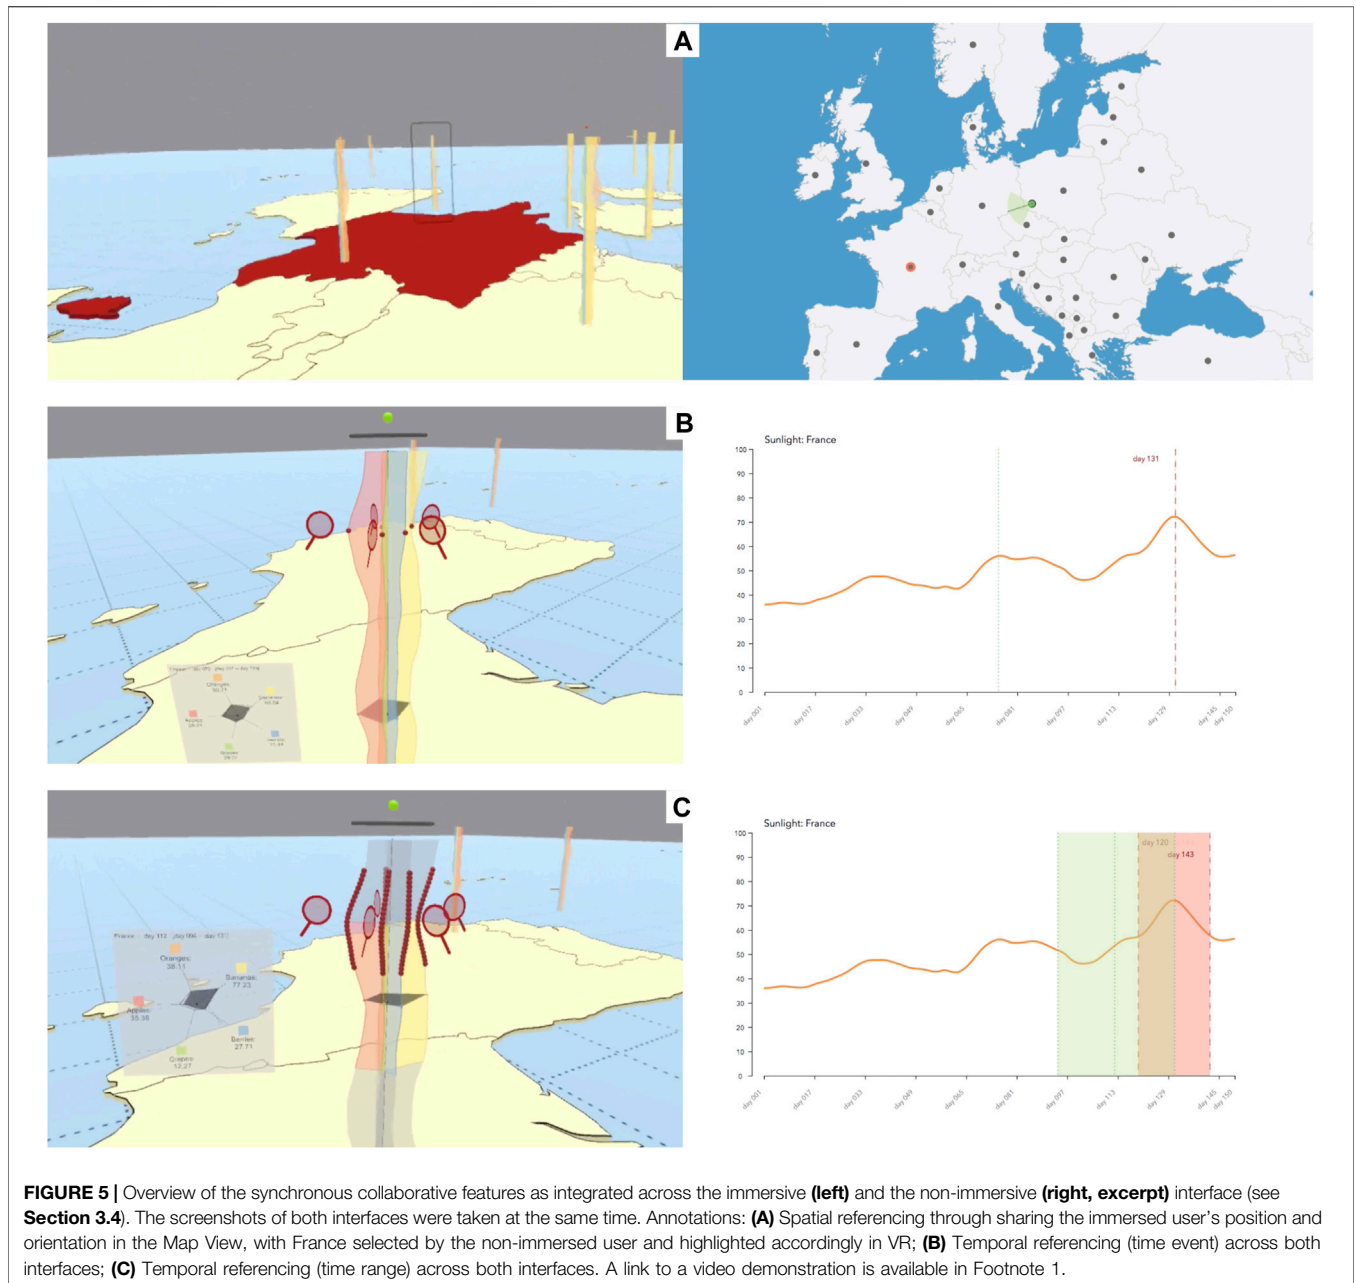 A
B
Sunlight: France
100
90
80
70
60
50
40
30
20
10
0
day 131
day 001
day 017
day 033
day 049
day 065
day 081
day 097
day 113
day 129
day 145
day 150
Oranges:
Apples:
C
Sunlight: France
100
90
80
70
60
50
40
30
20
10
0
day 120
day 143
day 001
day 017
day 033
day 049
day 065
day 081
day 097
day 113
day 129
day 145
day 150
Oranges:
38.11
Bananas:
77.23
Apples:
Berries:
27.71
Grapes:
FIGURE 5 | Overview of the synchronous collaborative features as integrated across the immersive (left) and the non-immersive (right, excerpt) interface (see
Section 3.4). The screenshots of both interfaces were taken at the same time. Annotations: (A) Spatial referencing through sharing the immersed user's position and
orientation in the Map View, with France selected by the non-immersed user and highlighted accordingly in VR; (B) Temporal referencing (time event) across both
interfaces; (C) Temporal referencing (time range) across both interfaces. A link to a video demonstration is available in Footnote 1.